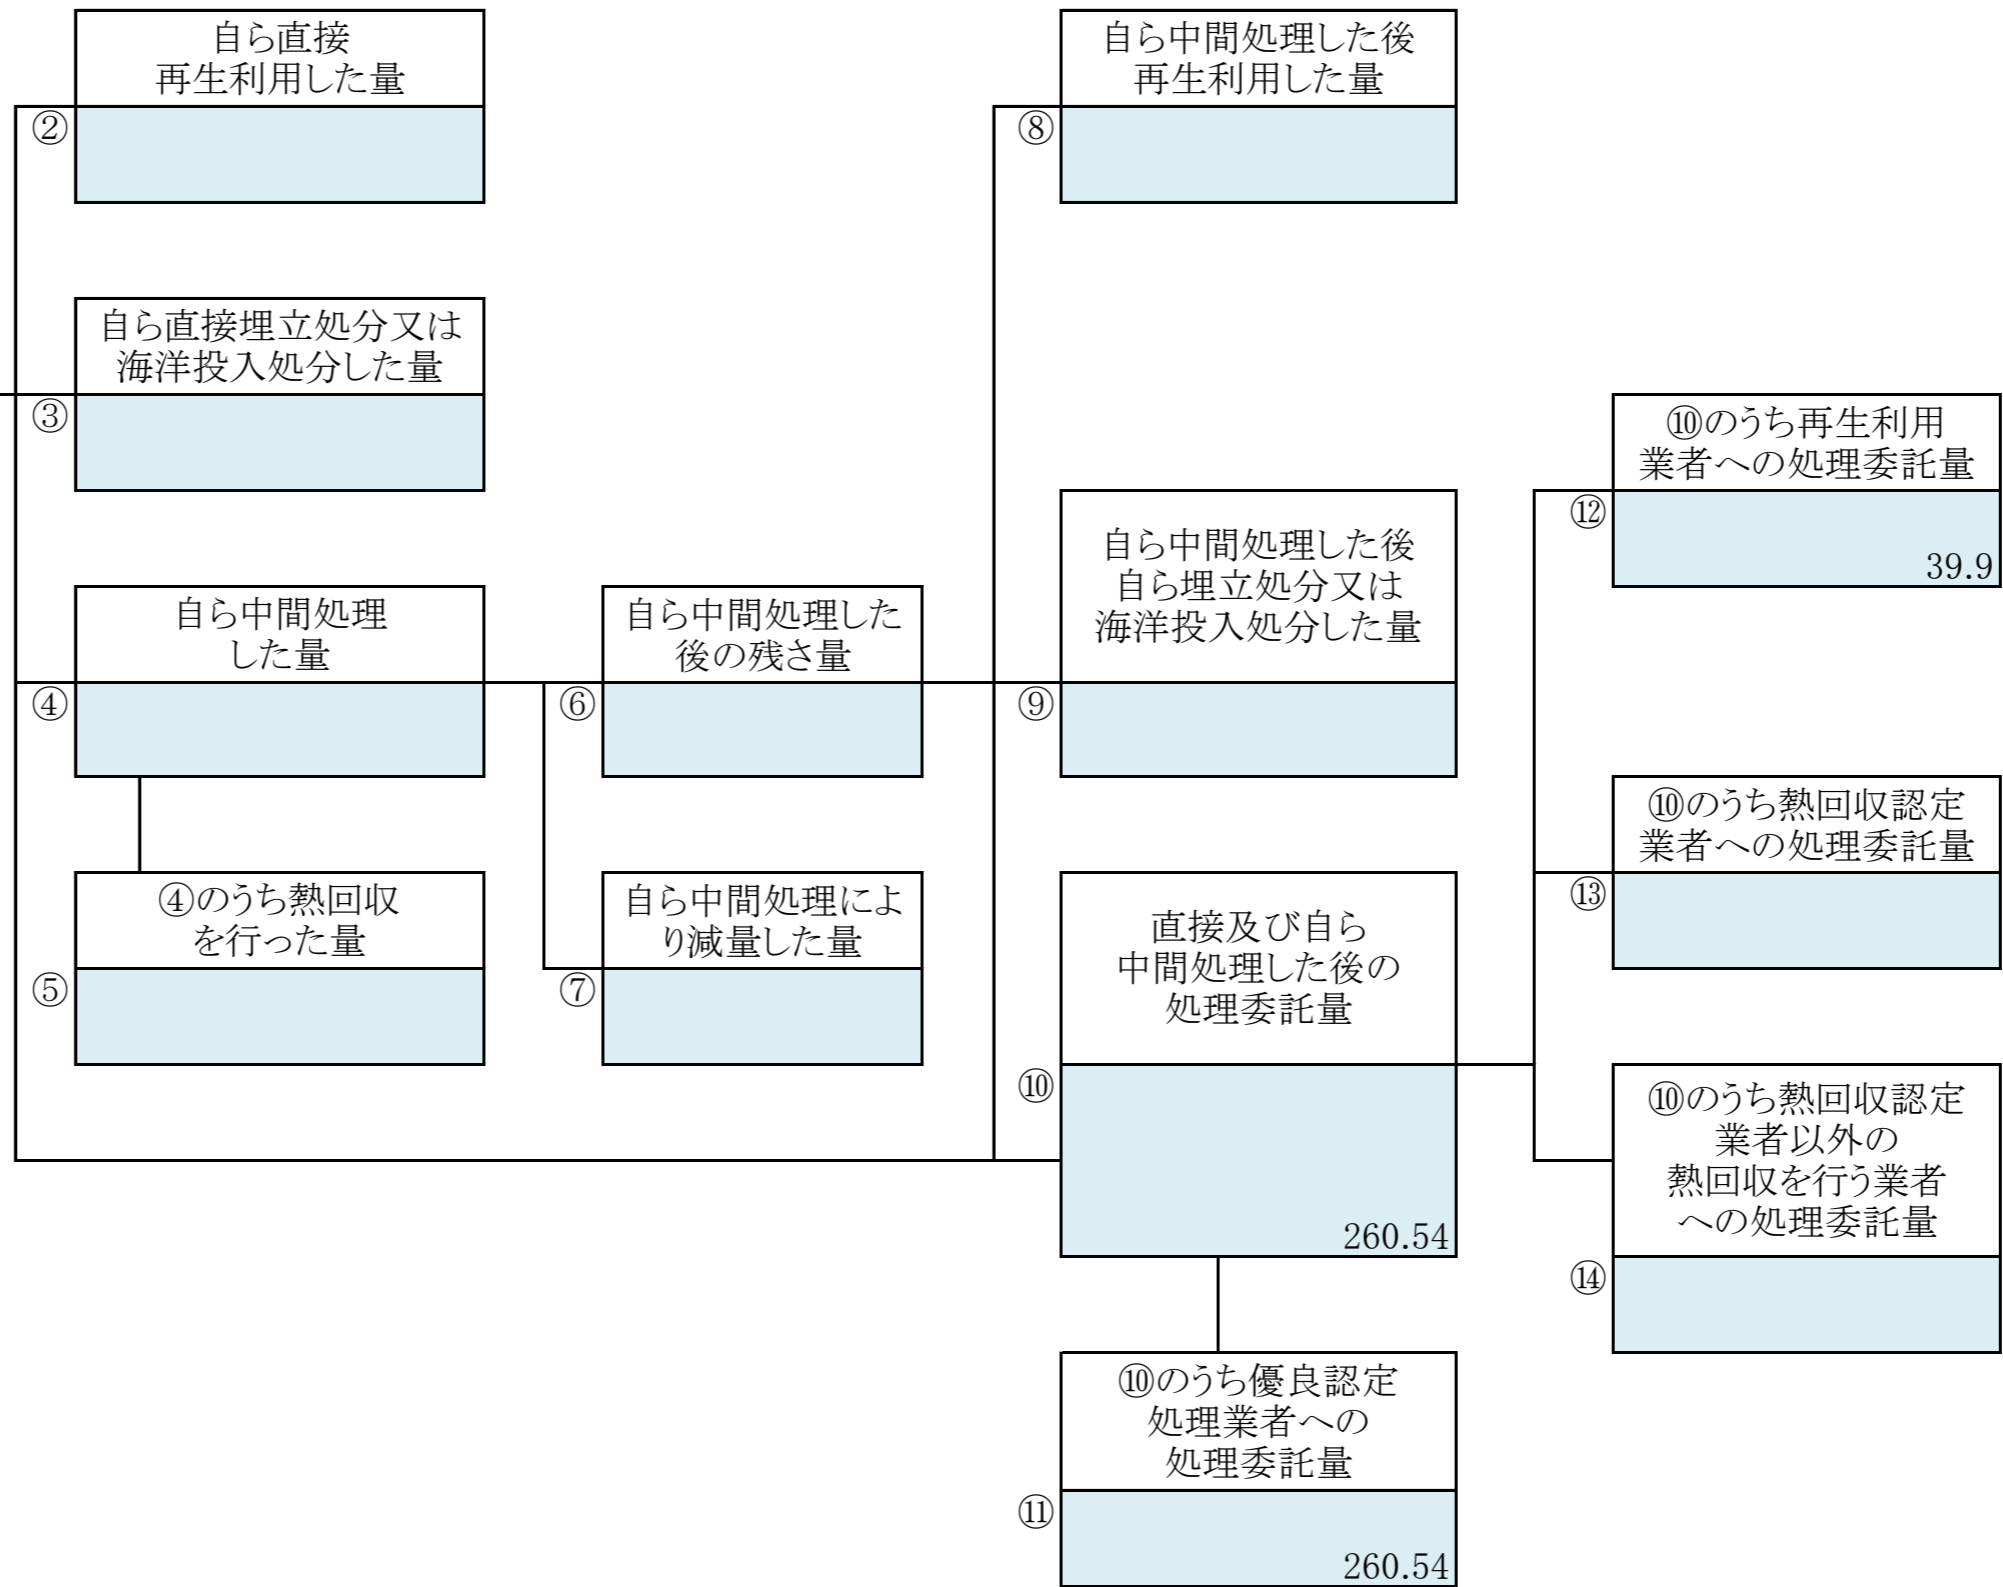 自ら直接
再生利用した量
②
自ら中間処理した後
再生利用した量
⑧
自ら直接埋立処分又は
海洋投入処分した量
③
⑩のうち再生利用
業者への処理委託量
⑫
39.9
自ら中間処理した後
自ら埋立処分又は
海洋投入処分した量
⑨
自ら中間処理
した量
④
自ら中間処理した
後の残さ量
⑥
⑩のうち熱回収認定
業者への処理委託量
⑬
④のうち熱回収
を行った量
⑤
自ら中間処理によ
り減量した量
⑦
直接及び自ら
中間処理した後の
処理委託量
⑩
260.54
⑩のうち熱回収認定
業者以外の
熱回収を行う業者
への処理委託量
⑭
⑩のうち優良認定
処理業者への
処理委託量
⑪
260.54